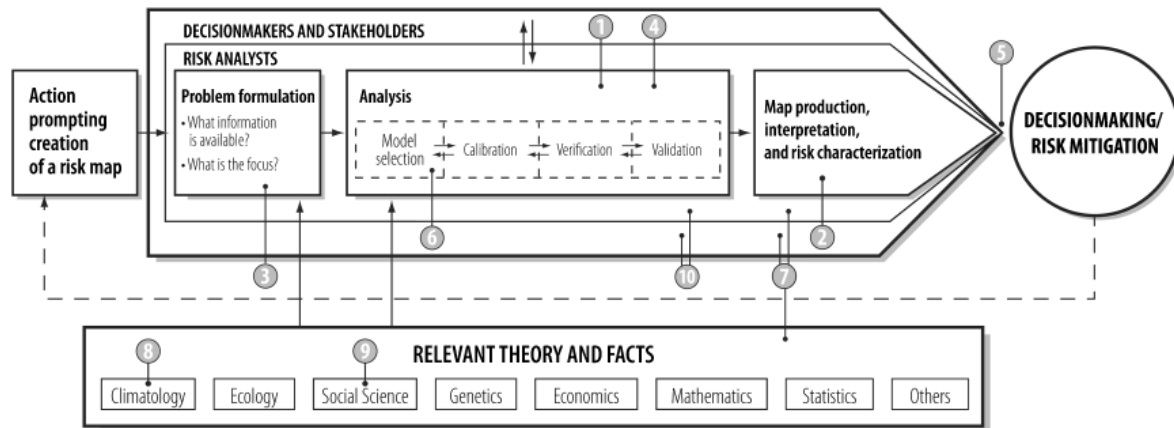 DECISIONMAKERS AND STAKEHOLDERS
1
4
RISK ANALYSTS
5
Action
prompting
creation
of a risk map
Problem formulation
• What information
is available?
• What is the focus?
Analysis
Model
selection
Calibration
Verification
Validation
Map production,
interpretation,
and risk characterization
DECISIONMAKING/
RISK MITIGATION
6
2
3
10
7
RELEVANT THEORY AND FACTS
8
9
Climatology
Ecology
Social Science
Genetics
Economics
Mathematics
Statistics
Others